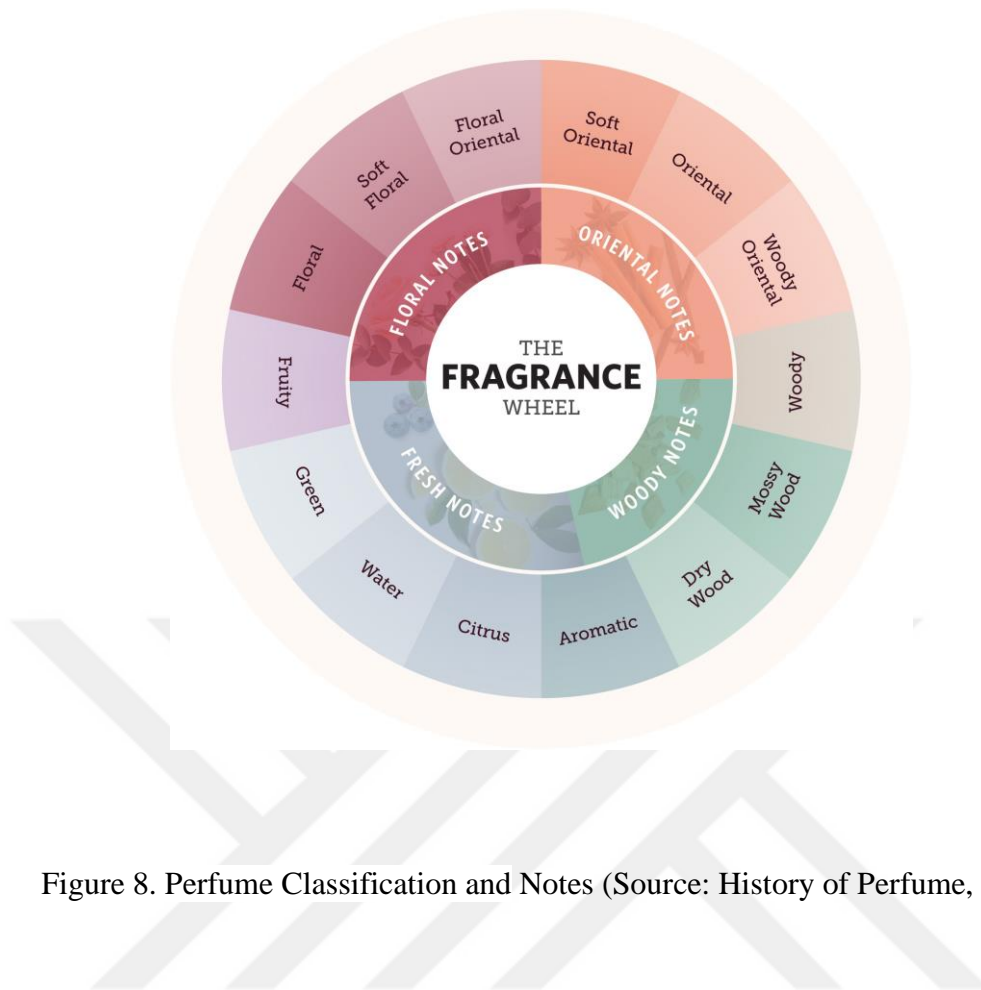 Floral
Oriental
Soft
Oriental
Oriental
Woody
Oriental
Woody
Mossy
Wood
Dry
Wood
Aromatic
Citrus
Water
Green
Fruity
Floral
Soft
Floral
FLORAL NOTES
ORIENTAL NOTES
WOODY NOTES
FRESH NOTES
THE
FRAGRANCE
WHEEL
Figure 8. Perfume Classification and Notes (Source: History of Perfume,